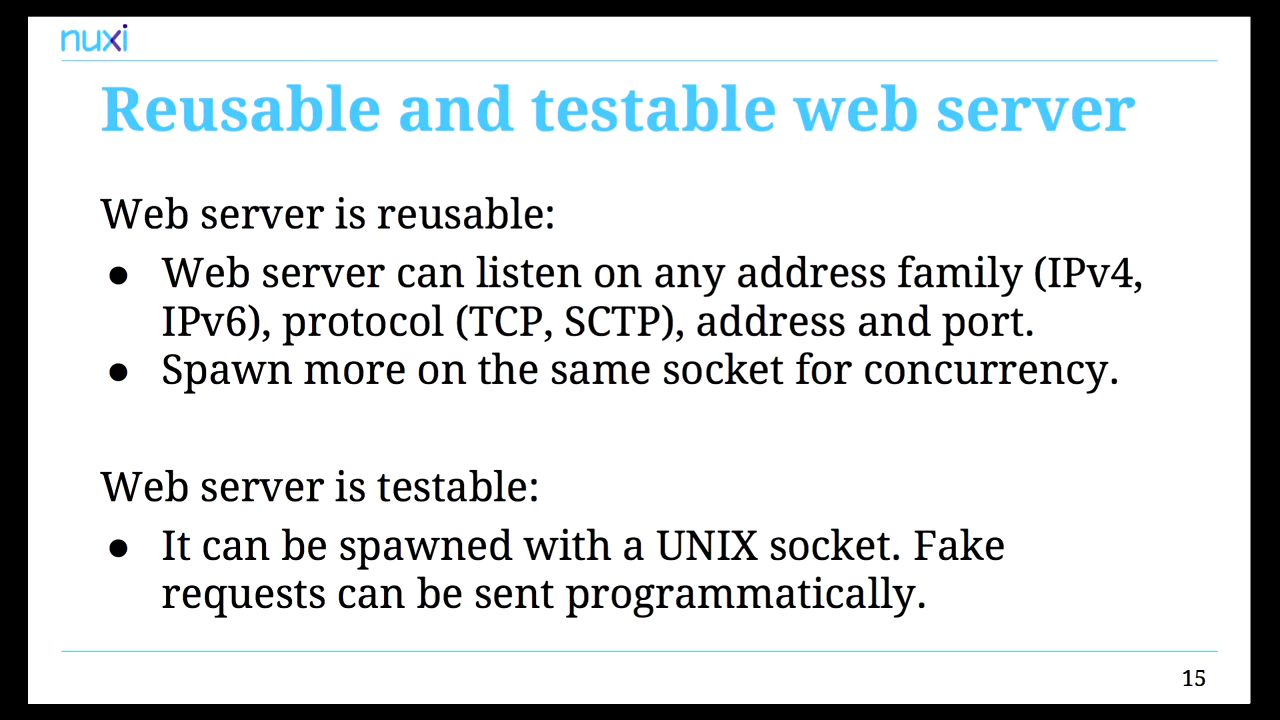 nuxi
Reusable and testable web server
Web server is reusable:
● Web server can listen on any address family (IPv4,
IPv6), protocol (TCP, SCTP), address and port.
● Spawn more on the same socket for concurrency.
Web server is testable:
● It can be spawned with a UNIX socket. Fake
requests can be sent programmatically.
15